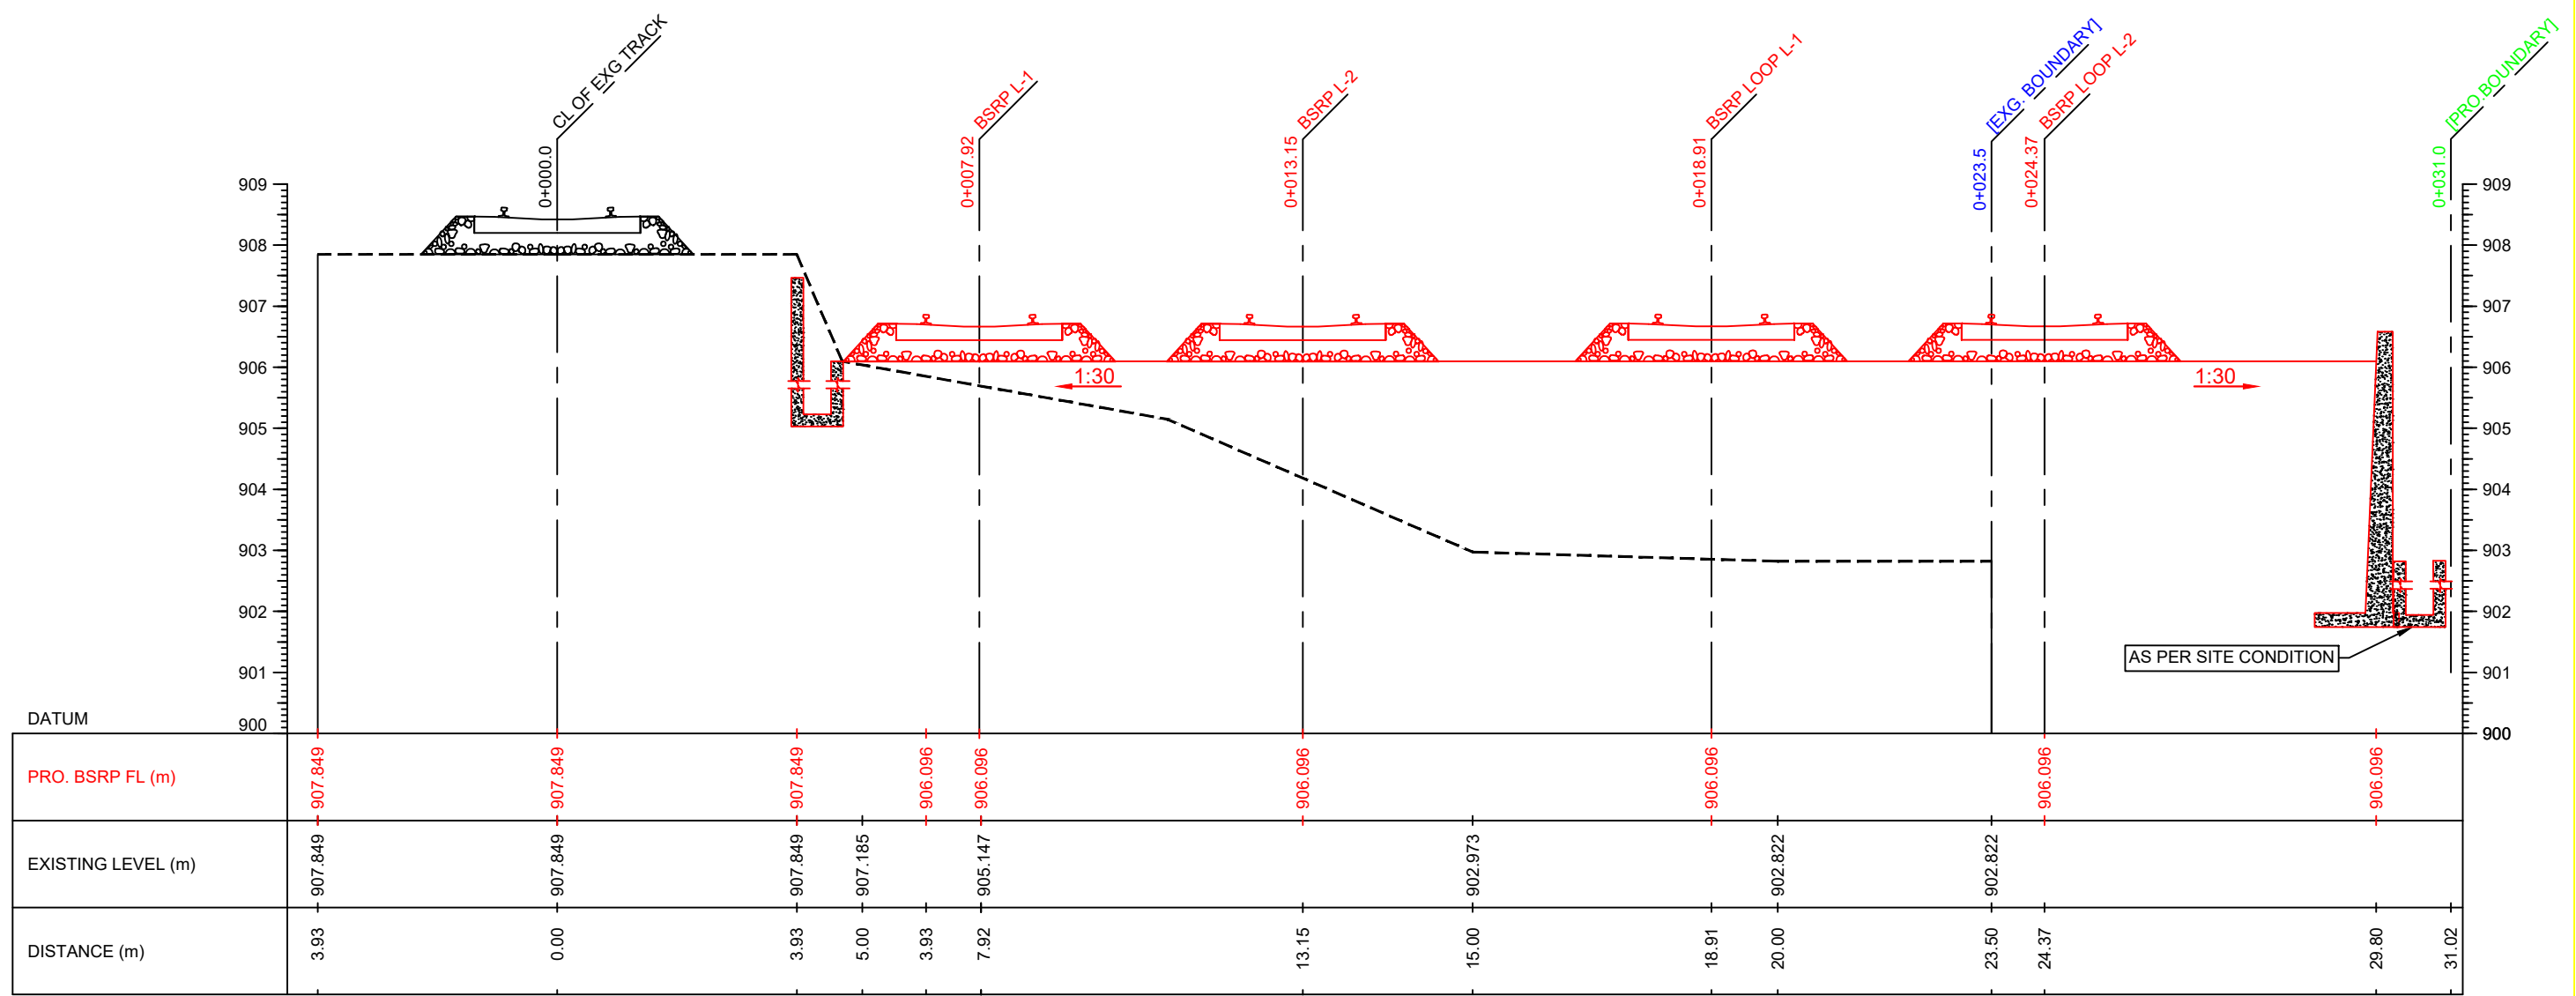 CL OF EXG TRACK
0+000.0
BSRP L-1
0+007.92
BSRP L-2
0+013.15
BSRP LOOP L-1
0+018.91
[EXG. BOUNDARY]
0+023.5
BSRP LOOP L-2
0+024.37
[PRO.BOUNDARY]
0+031.0
909 909
908 908
907 907
906 906
1:30 1:30
905 905
904 904
903 903
902 902
AS PER SITE CONDITION
901 901
DATUM
900 900
PRO. BSRP FL (m) 907.849 907.849 907.849 906.096 906.096 906.096 906.096 906.096 906.096
EXISTING LEVEL (m) 907.849 907.849 907.849 907.185 905.147 902.973 902.822 902.822
DISTANCE (m) 3.93 0.00 3.93 5.00 3.93 7.92 13.15 15.00 18.91 20.00 23.50 24.37 29.80 31.02